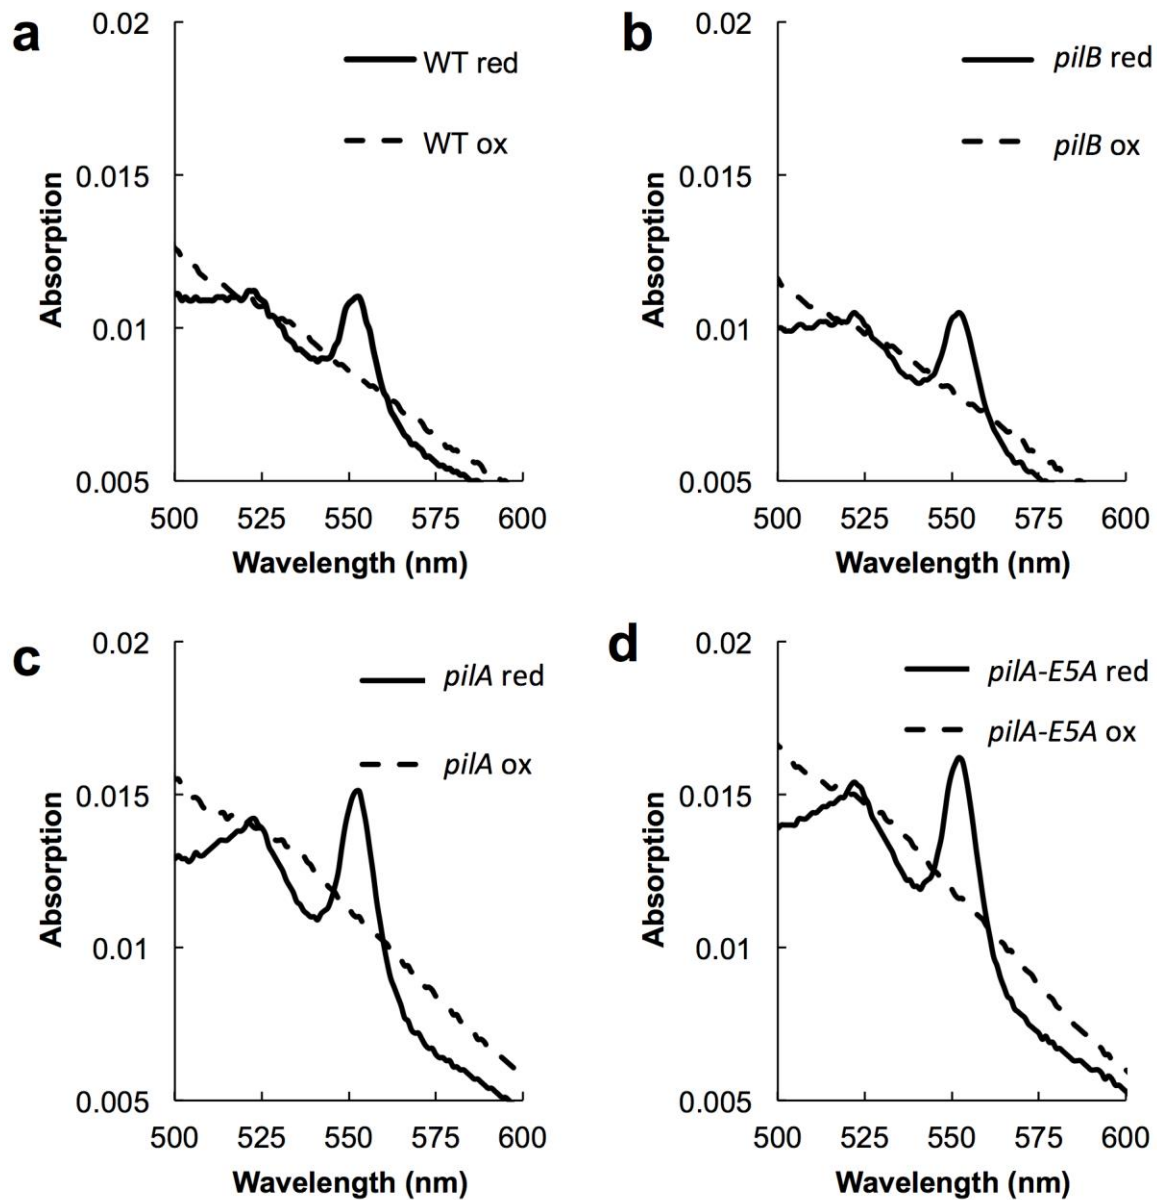 a
0.02
WT red
WT ox
0.015
0.01
0.005
Absorption
500 525 550 575 600
Wavelength (nm)
b
0.02
pilB red
pilB ox
0.015
0.01
0.005
Absorption
500 525 550 575 600
Wavelength (nm)
c
0.02
pilA red
pilA ox
0.015
0.01
0.005
Absorption
500 525 550 575 600
Wavelength (nm)
d
0.02
pilA-E5A red
pilA-E5A ox
0.015
0.01
0.005
Absorption
500 525 550 575 600
Wavelength (nm)